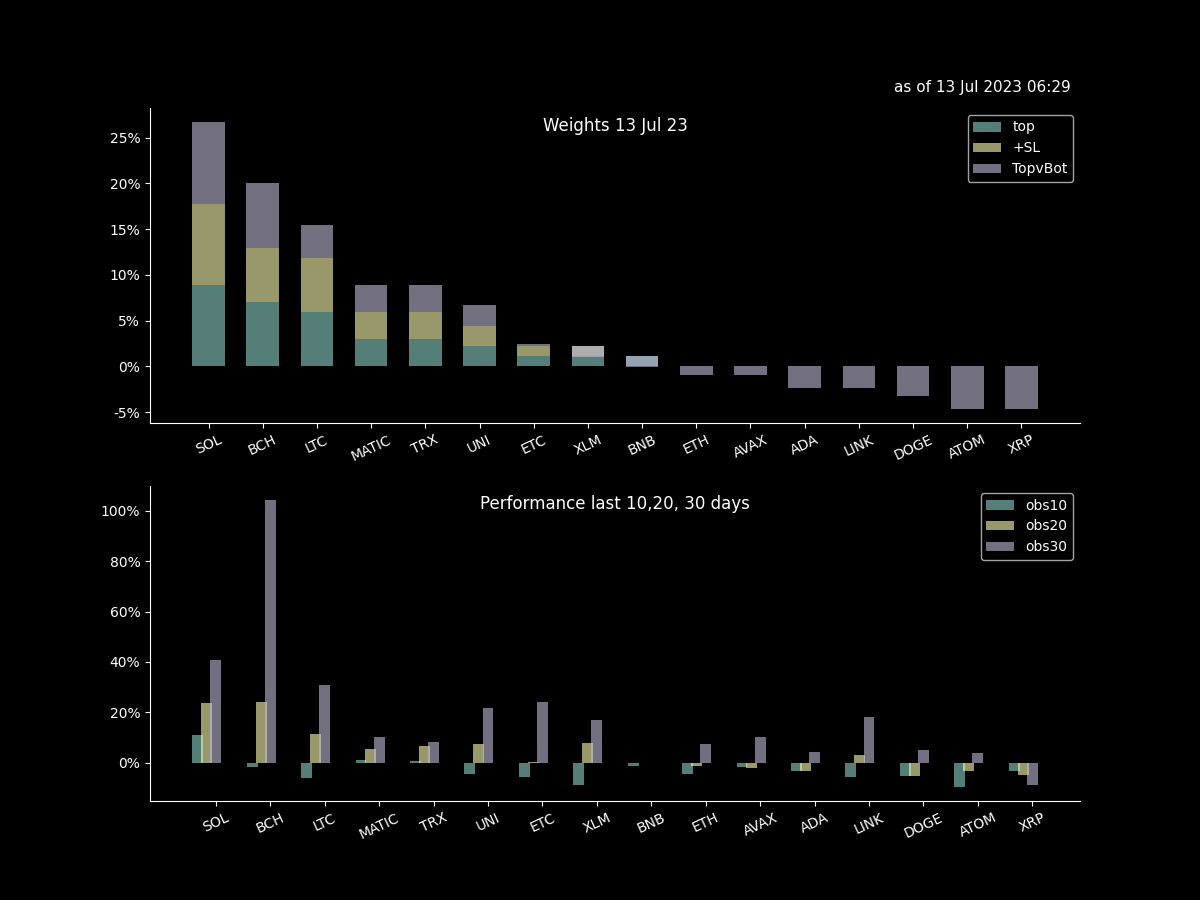 as of 13 Jul 2023 06:29
Weights 13 Jul 23
top
+SL
TopvBot
25%
20%
15%
10%
5%
0%
-5%
SOL BCH LTC MATIC TRX UNI ETC XLM BNB ETH AVAX ADA LINK DOGE ATOM XRP
Performance last 10,20, 30 days
obs10
obs20
obs30
100%
80%
60%
40%
20%
0%
SOL BCH LTC MATIC TRX UNI ETC XLM BNB ETH AVAX ADA LINK DOGE ATOM XRP